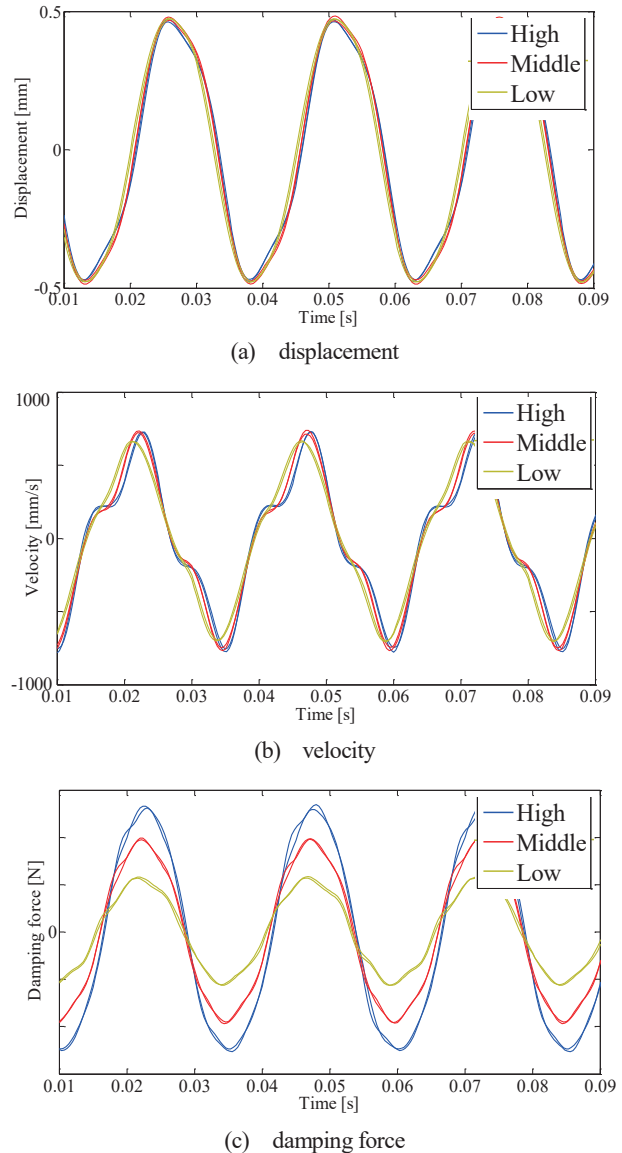 0.5
High
Middle
Low
Displacement [mm]
0
-0.5
0.01 0.02 0.03 0.04 0.05 0.06 0.07 0.08 0.09
Time [s]
(a) displacement
1000
High
Middle
Low
Velocity [mm/s]
0
-1000
0.01 0.02 0.03 0.04 0.05 0.06 0.07 0.08 0.09
Time [s]
(b) velocity
High
Middle
Low
Damping force [N]
0
0.01 0.02 0.03 0.04 0.05 0.06 0.07 0.08 0.09
Time [s]
(c) damping force